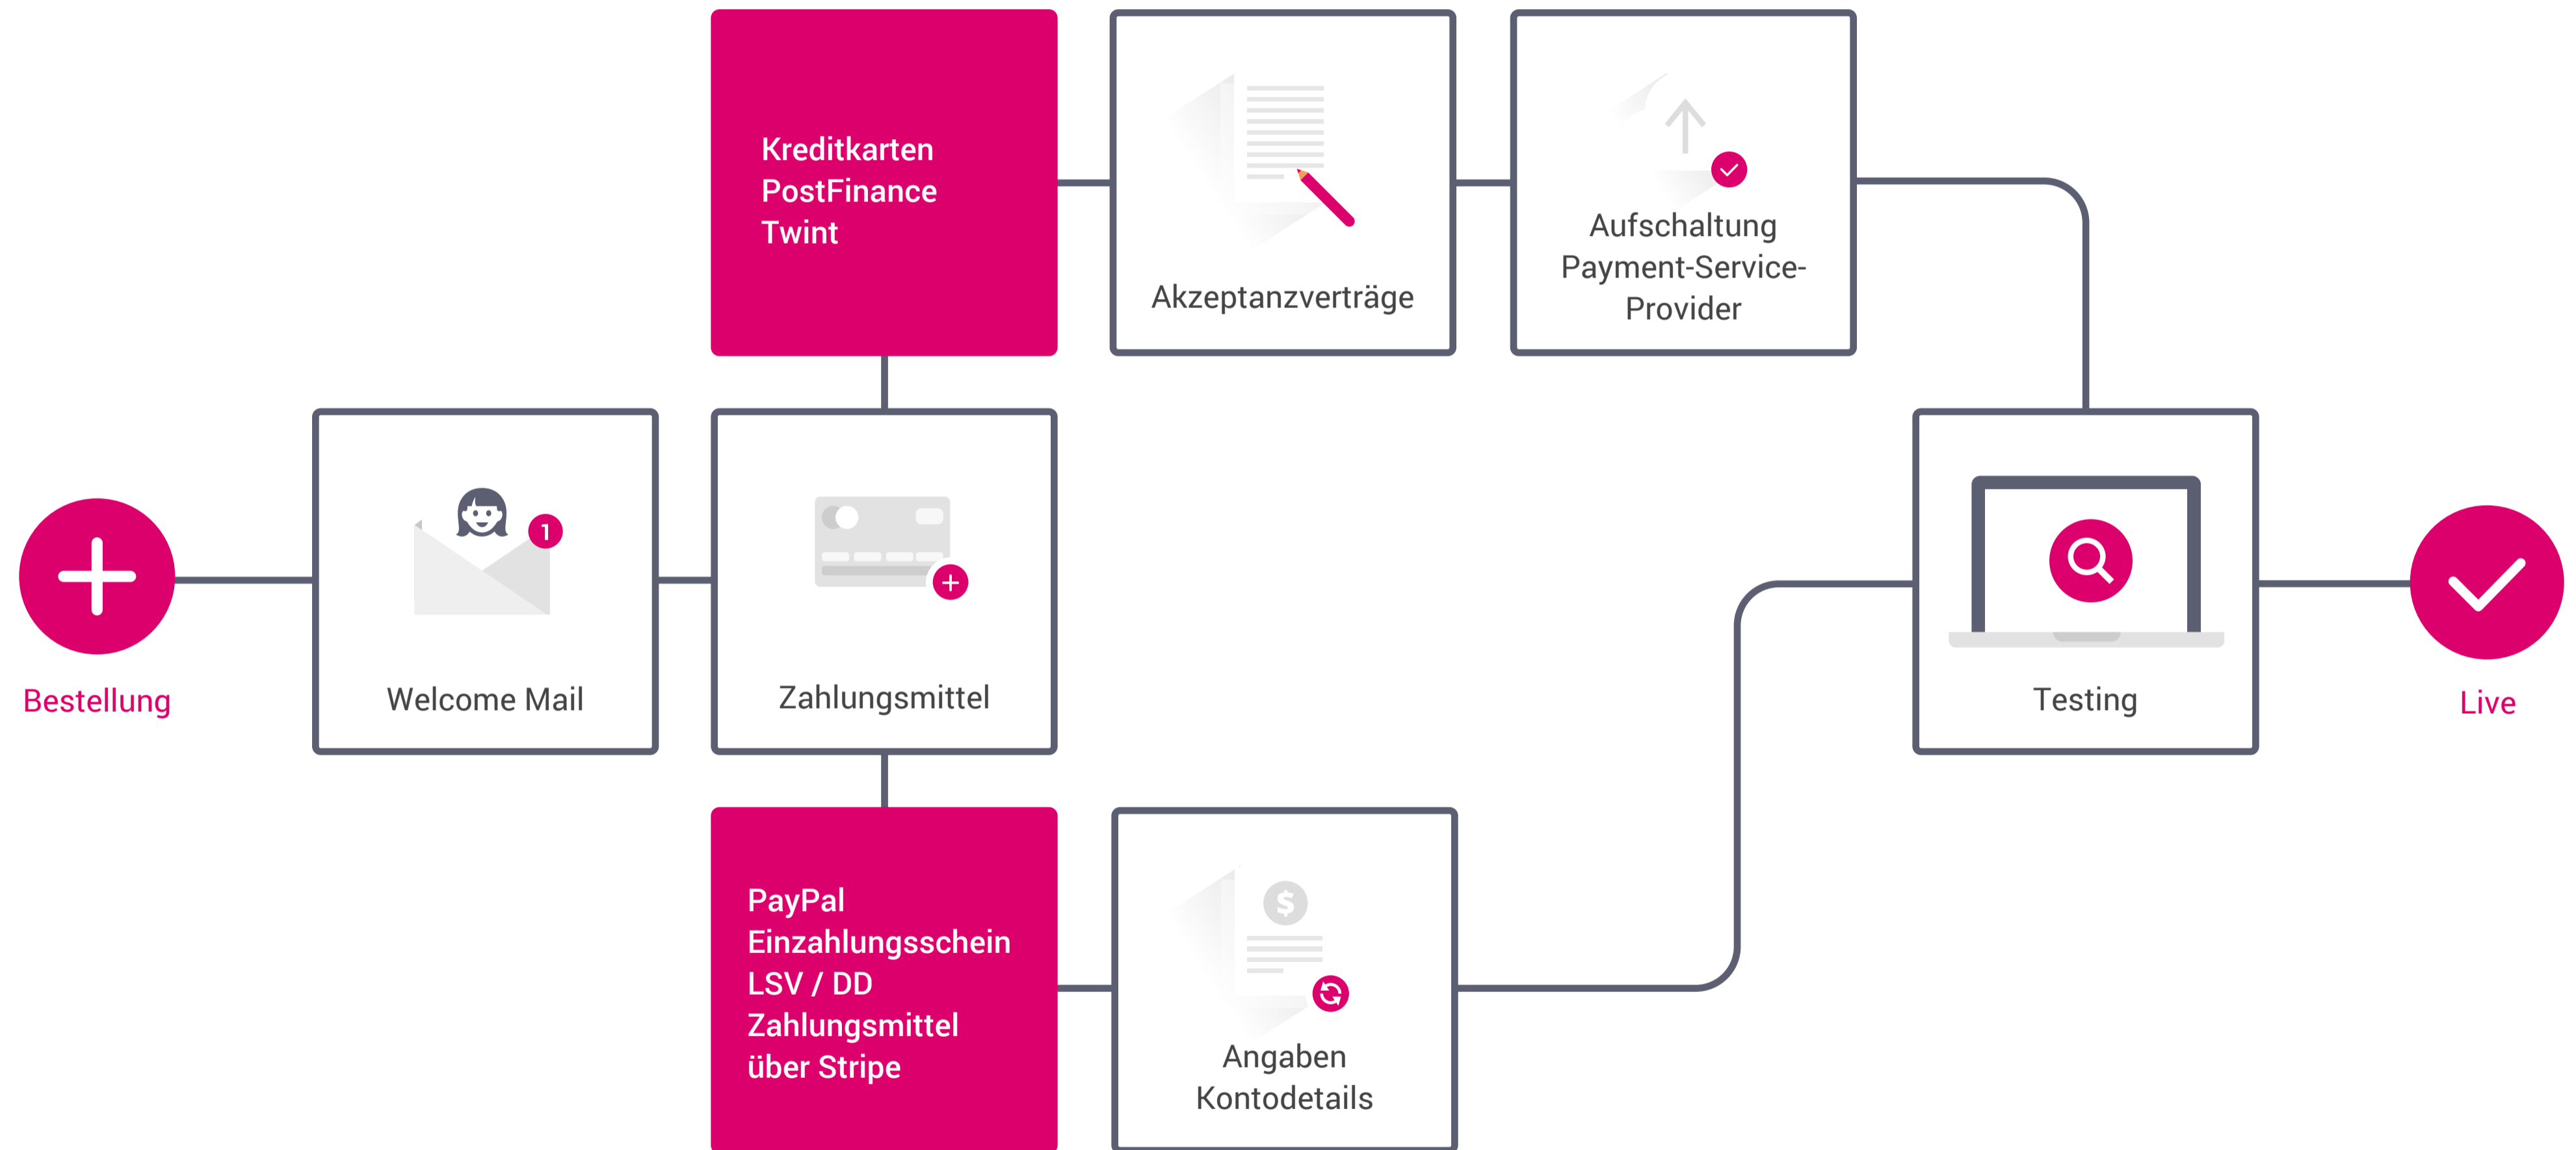 Kreditkarten
PostFinance
Twint
Akzeptanzverträge
Aufschaltung
Payment-Service-
Provider
Bestellung
1
Welcome Mail
Zahlungsmittel
Testing
Live
PayPal
Einzahlungsschein
LSV / DD
Zahlungsmittel
über Stripe
$
Angaben
Kontodetails